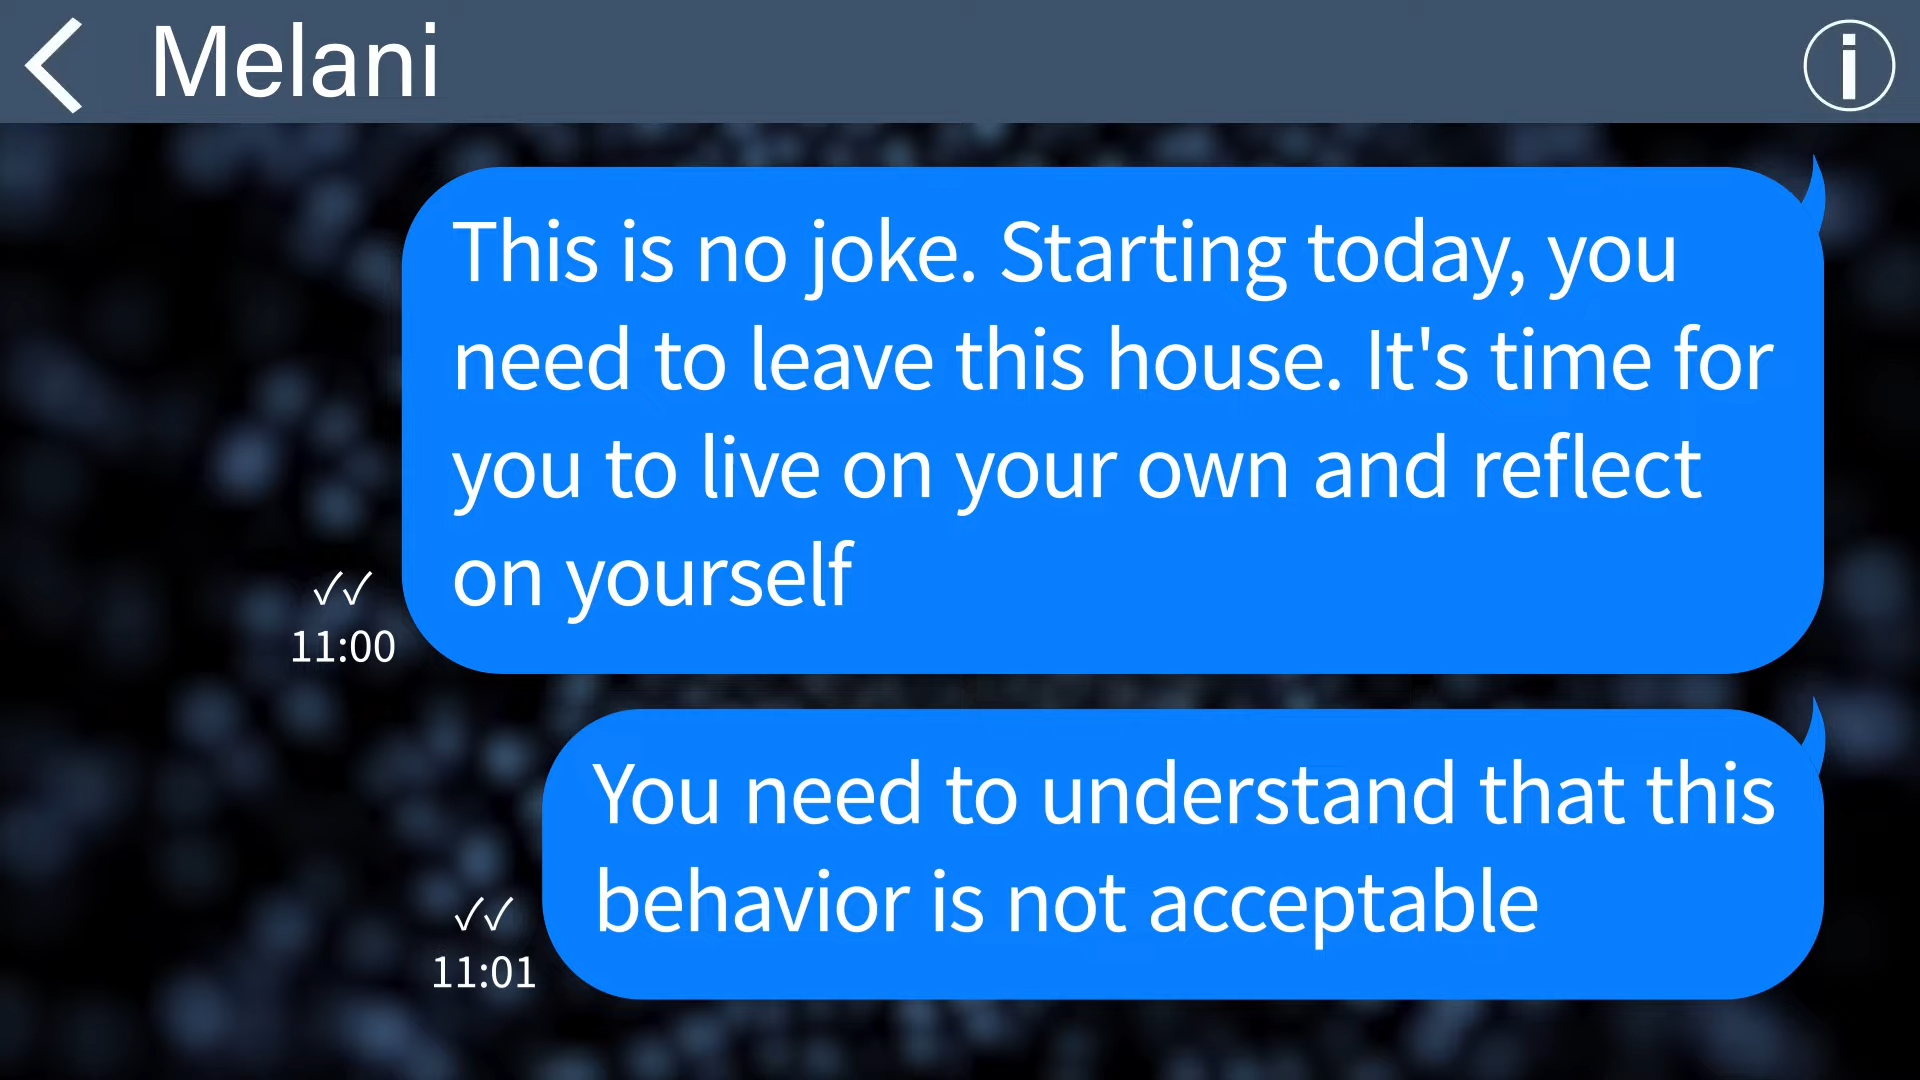 Melani
This is no joke. Starting today, you
need to leave this house. It's time for
you to live on your own and reflect
on yourself
✓✓
11:00
You need to understand that this
behavior is not acceptable
✓✓
11:01